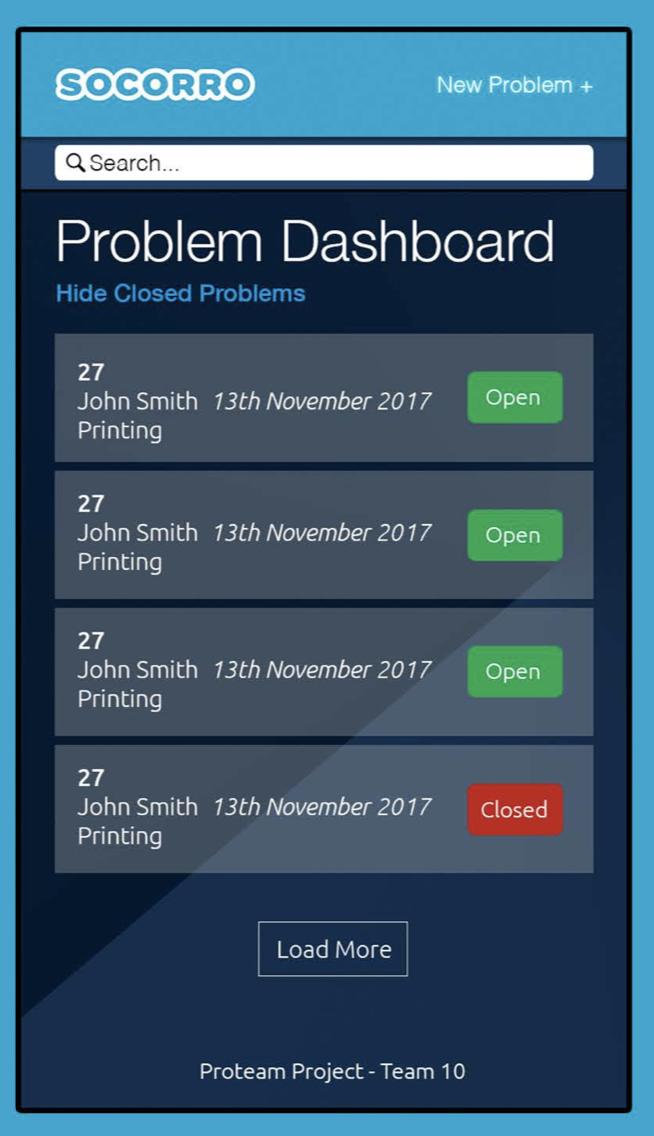 SOCORRO
New Problem +
Search...
Problem Dashboard
Hide Closed Problems
27
John Smith 13th November 2017
Printing
Open
27
John Smith 13th November 2017
Printing
Open
27
John Smith 13th November 2017
Printing
Open
27
John Smith 13th November 2017
Printing
Closed
Load More
Proteam Project - Team 10